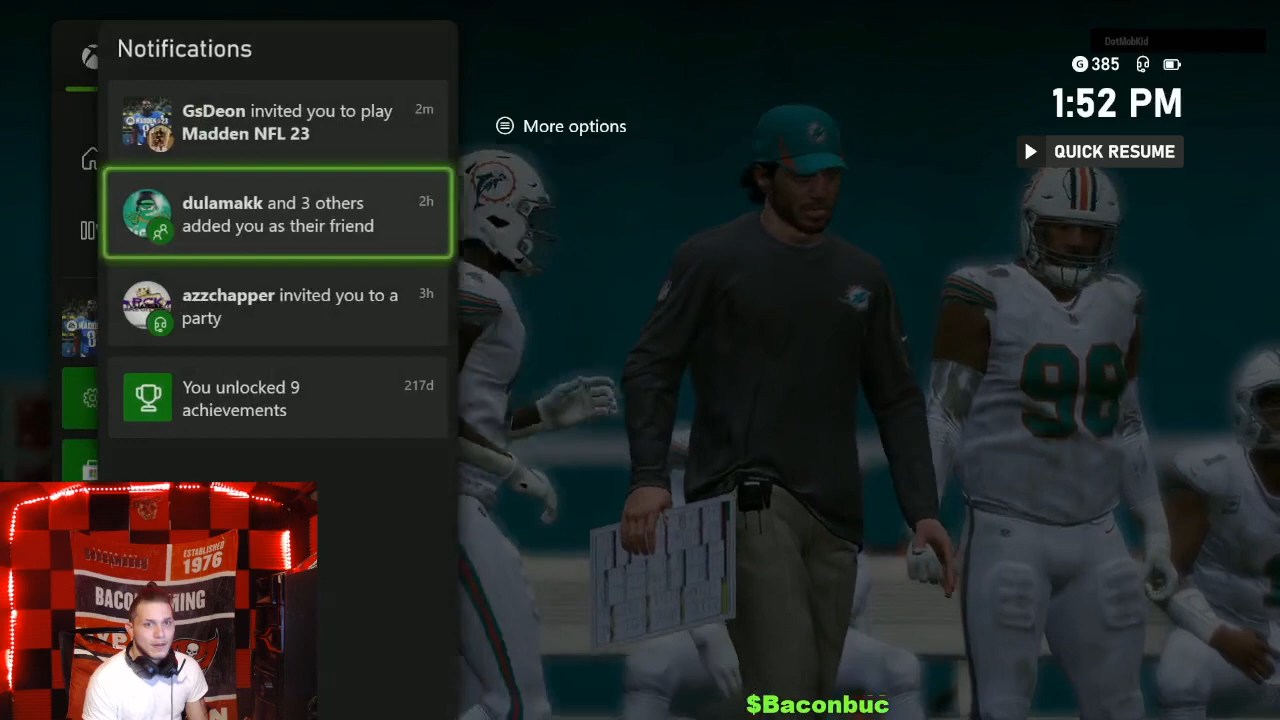 Notifications
GsDeon invited you to play
Madden NFL 23
2m
dulamakk and 3 others
added you as their friend
2h
azzchapper invited you to a
party
3h
You unlocked 9
achievements
217d
More options
DotMobKid
G 385
1:52 PM
QUICK RESUME
98
ESTABLISHED
1976
$Baconbuc